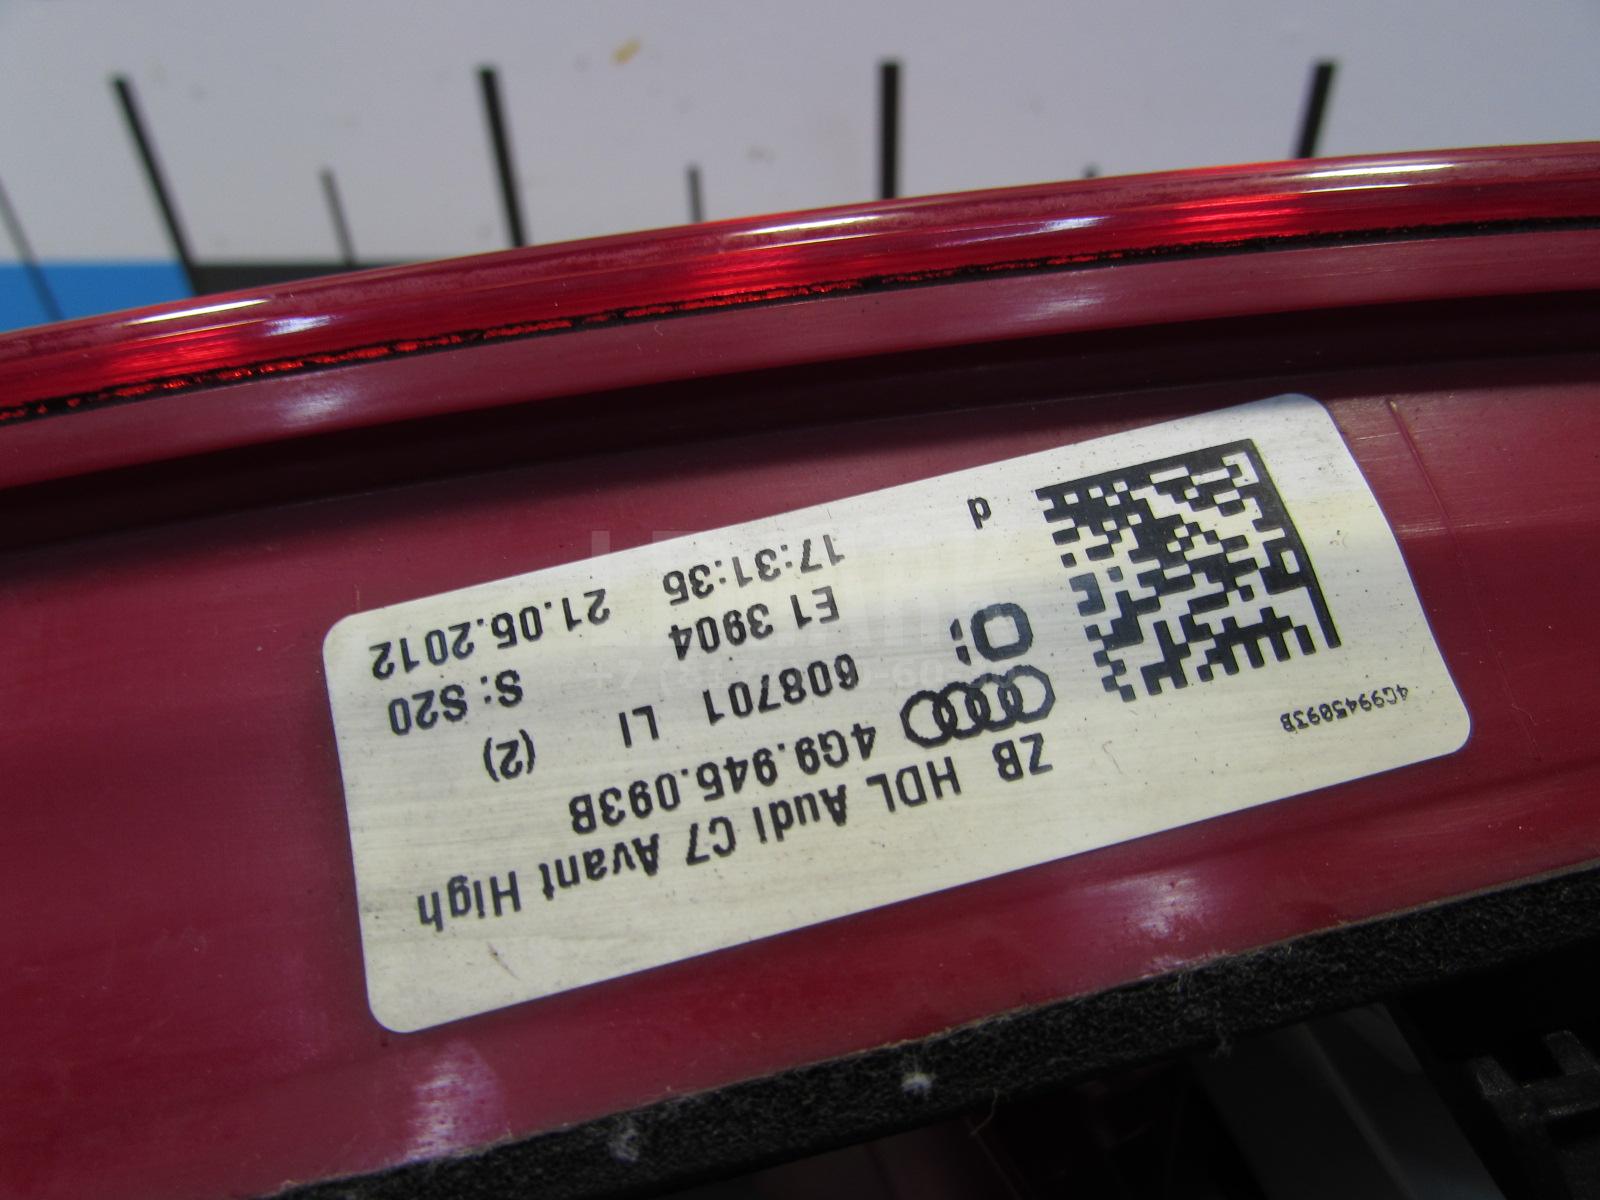 ZB HDL Audi C7 Avant High
4G9.945.093B
608701 LI (2)
E1 3904 S: S20
17:31:35 21.05.2012
d
4G9945093B